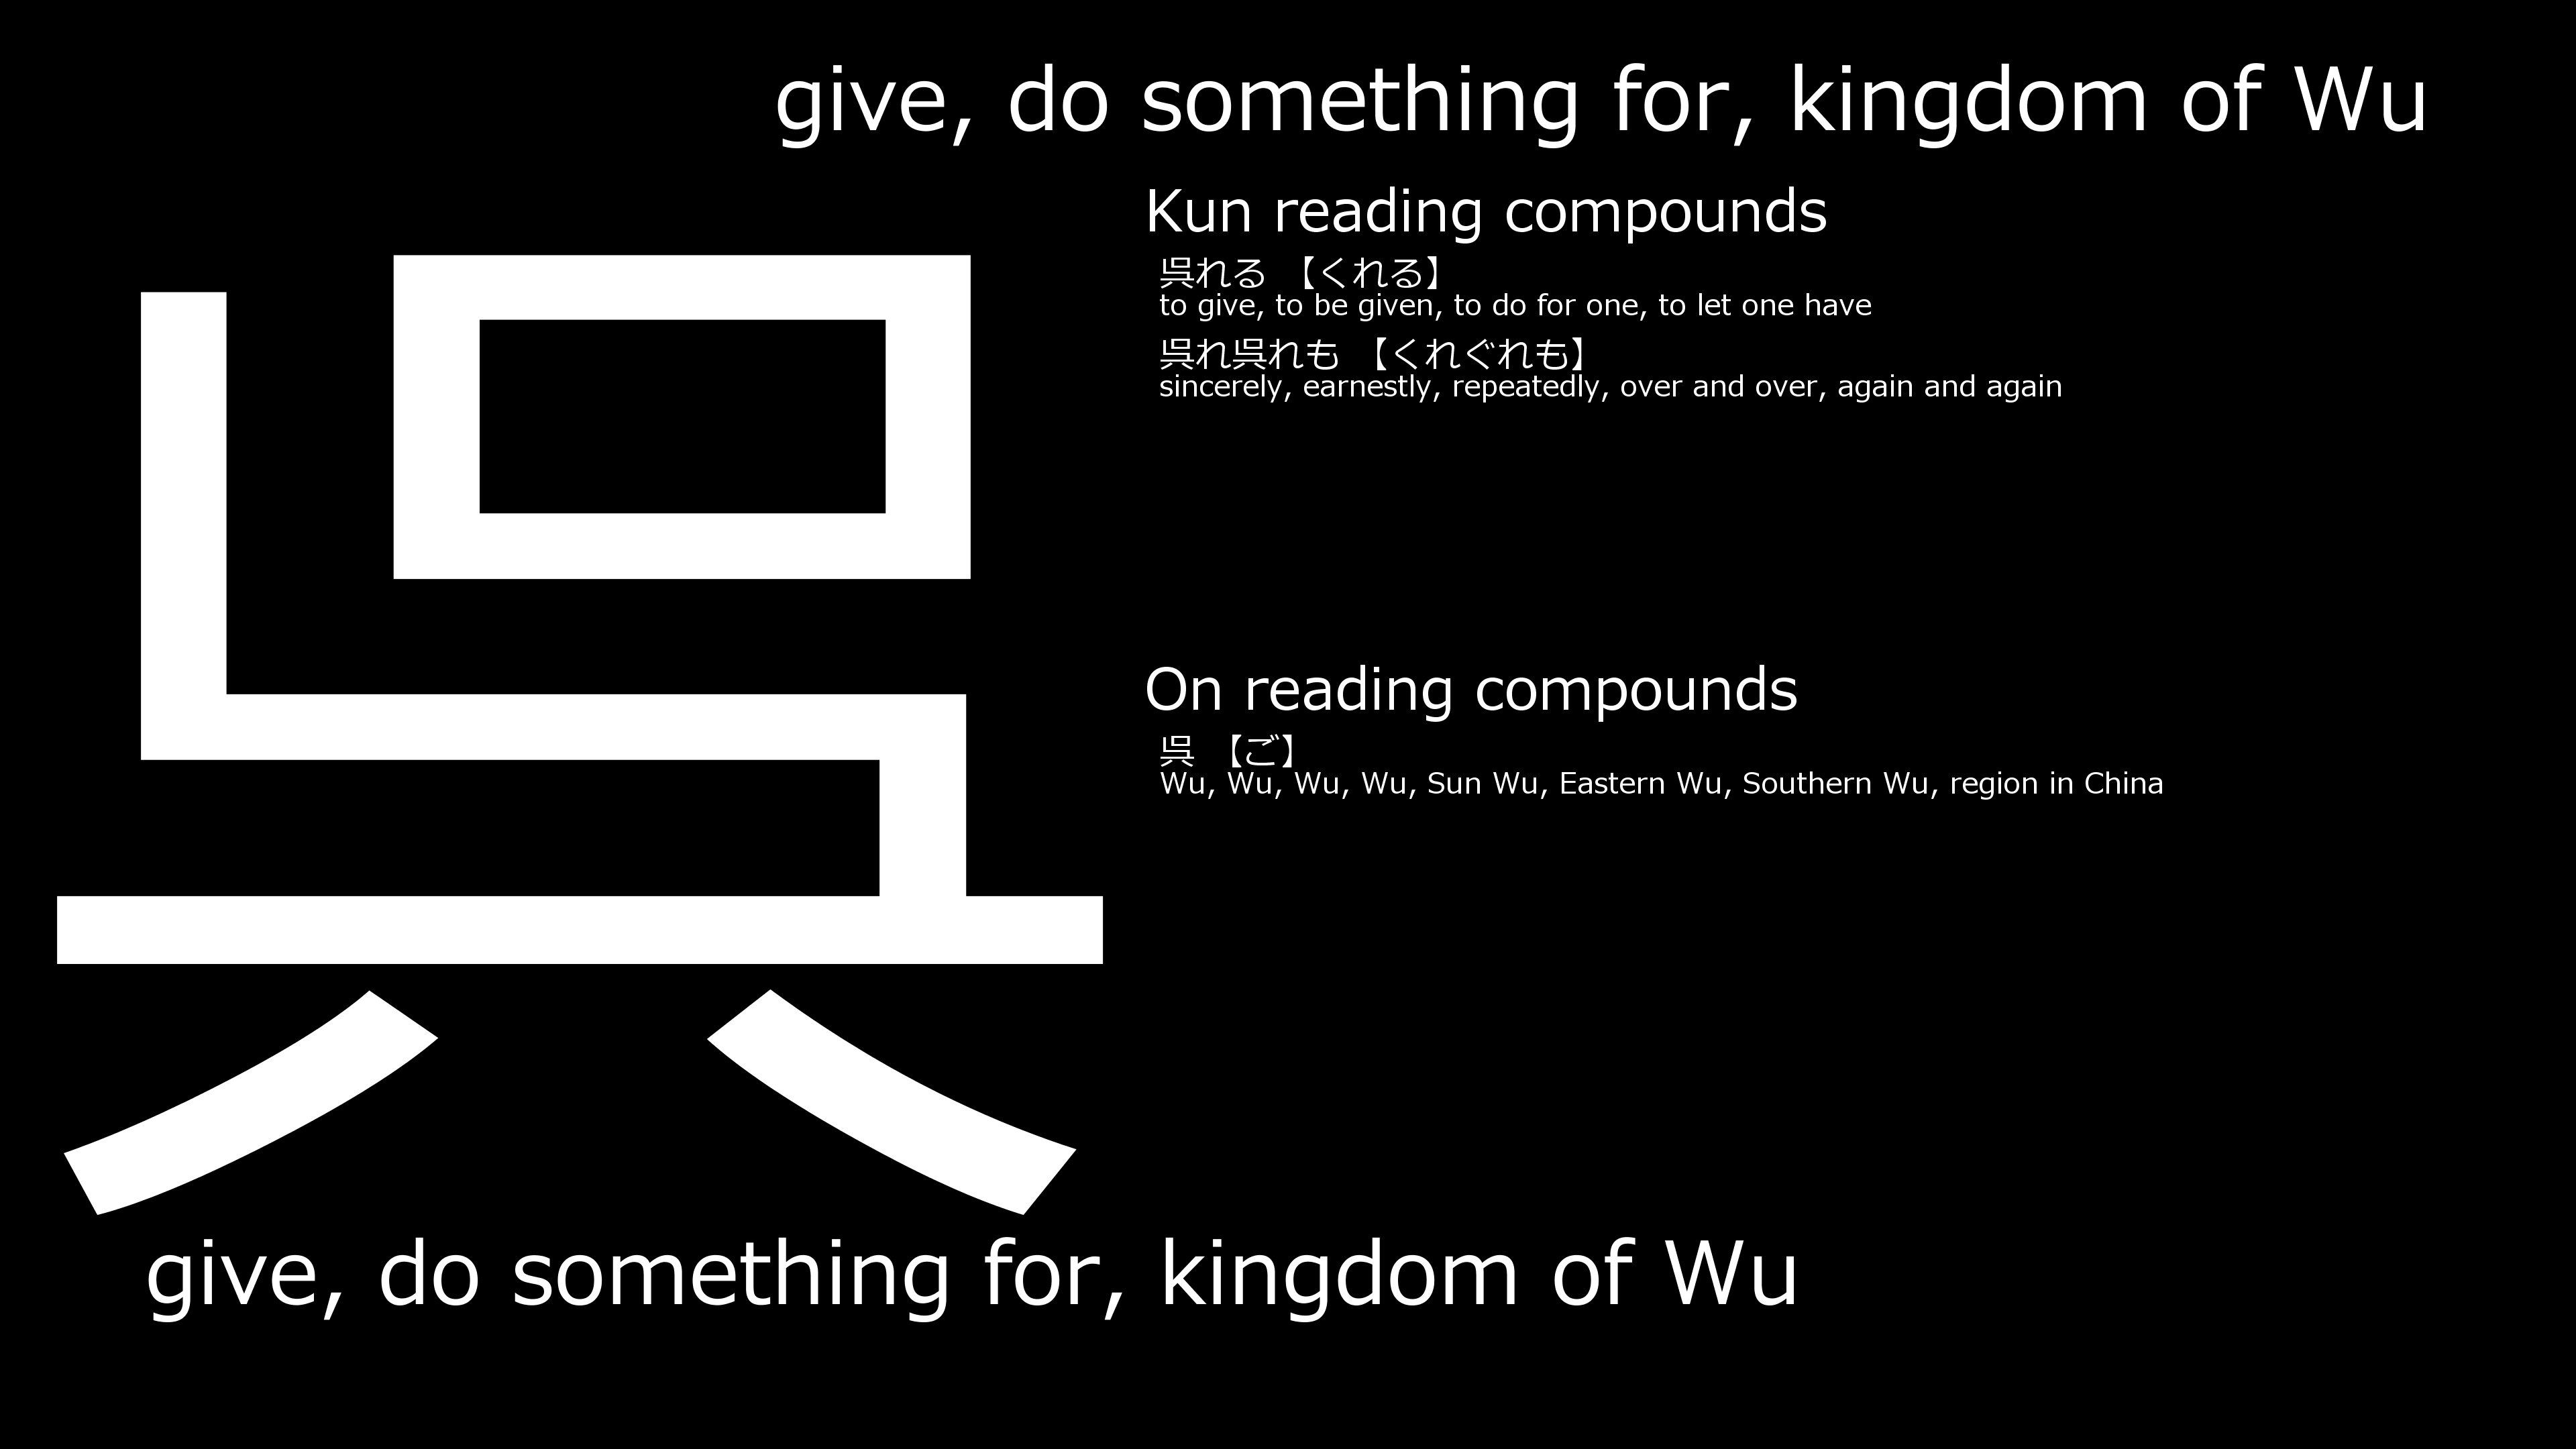 give, do something for, kingdom of Wu
呉
Kun reading compounds
呉れる 【くれる】
to give, to be given, to do for one, to let one have
呉れ呉れも 【くれぐれも】
sincerely, earnestly, repeatedly, over and over, again and again
On reading compounds
呉 【ご】
Wu, Wu, Wu, Wu, Sun Wu, Eastern Wu, Southern Wu, region in China
give, do something for, kingdom of Wu